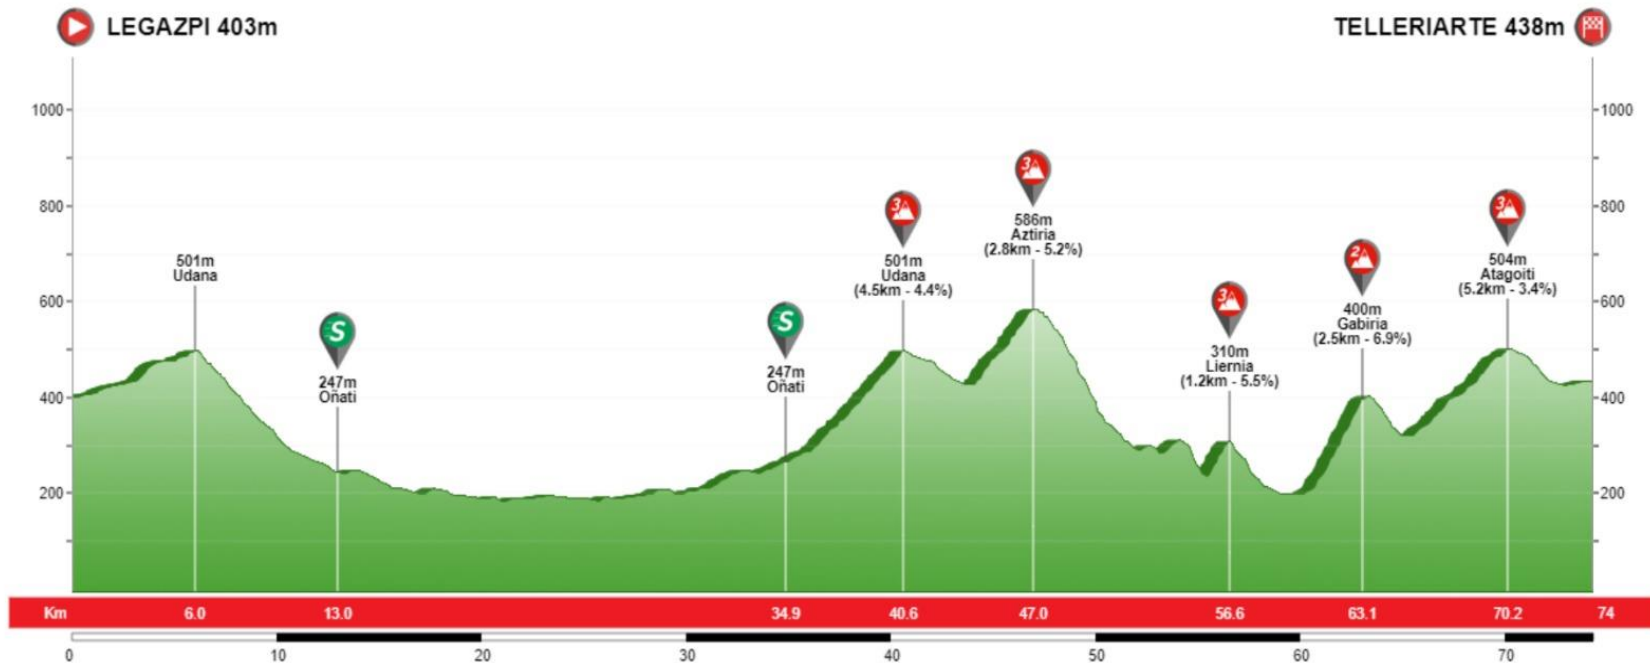 LEGAZPI 403m
TELLERIARTE 438m
1000
1000
800
800
600
600
400
400
200
200
501m
Udana
S
247m
Oñati
S
247m
Oñati
3
501m
Udana
(4.5km - 4.4%)
3
586m
Aztiria
(2.8km - 5.2%)
3
310m
Liernia
(1.2km - 5.5%)
2
400m
Gabiria
(2.5km - 6.9%)
3
504m
Atagoiti
(5.2km - 3.4%)
Km 6.0 13.0 34.9 40.6 47.0 56.6 63.1 70.2 74
0 10 20 30 40 50 60 70